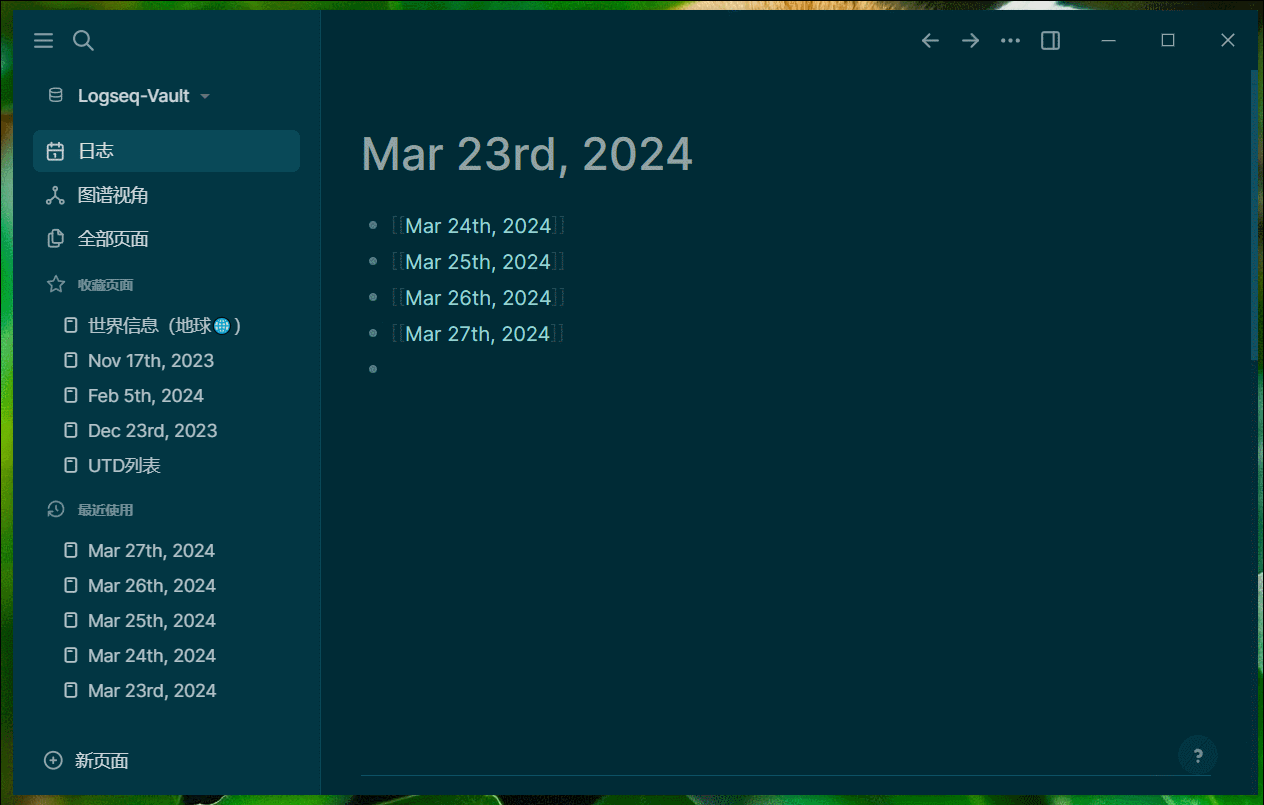 Logseq-Vault
日志
图谱视角
全部页面
收藏页面
世界信息（地球🌐）
Nov 17th, 2023
Feb 5th, 2024
Dec 23rd, 2023
UTD列表
最近使用
Mar 27th, 2024
Mar 26th, 2024
Mar 25th, 2024
Mar 24th, 2024
Mar 23rd, 2024
新页面
Mar 23rd, 2024
[[Mar 24th, 2024]]
[[Mar 25th, 2024]]
[[Mar 26th, 2024]]
[[Mar 27th, 2024]]
?